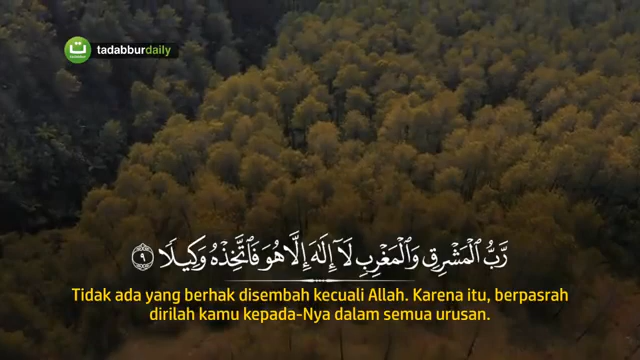 tadabburdaily
رَّبُّ ٱلْمَشْرِقِ وَٱلْمَغْرِبِ لَآ إِلَٰهَ إِلَّا هُوَ فَٱتَّخِذْهُ وَكِيلًا ۝٩
Tidak ada yang berhak disembah kecuali Allah. Karena itu, berpasrah
dirilah kamu kepada-Nya dalam semua urusan.